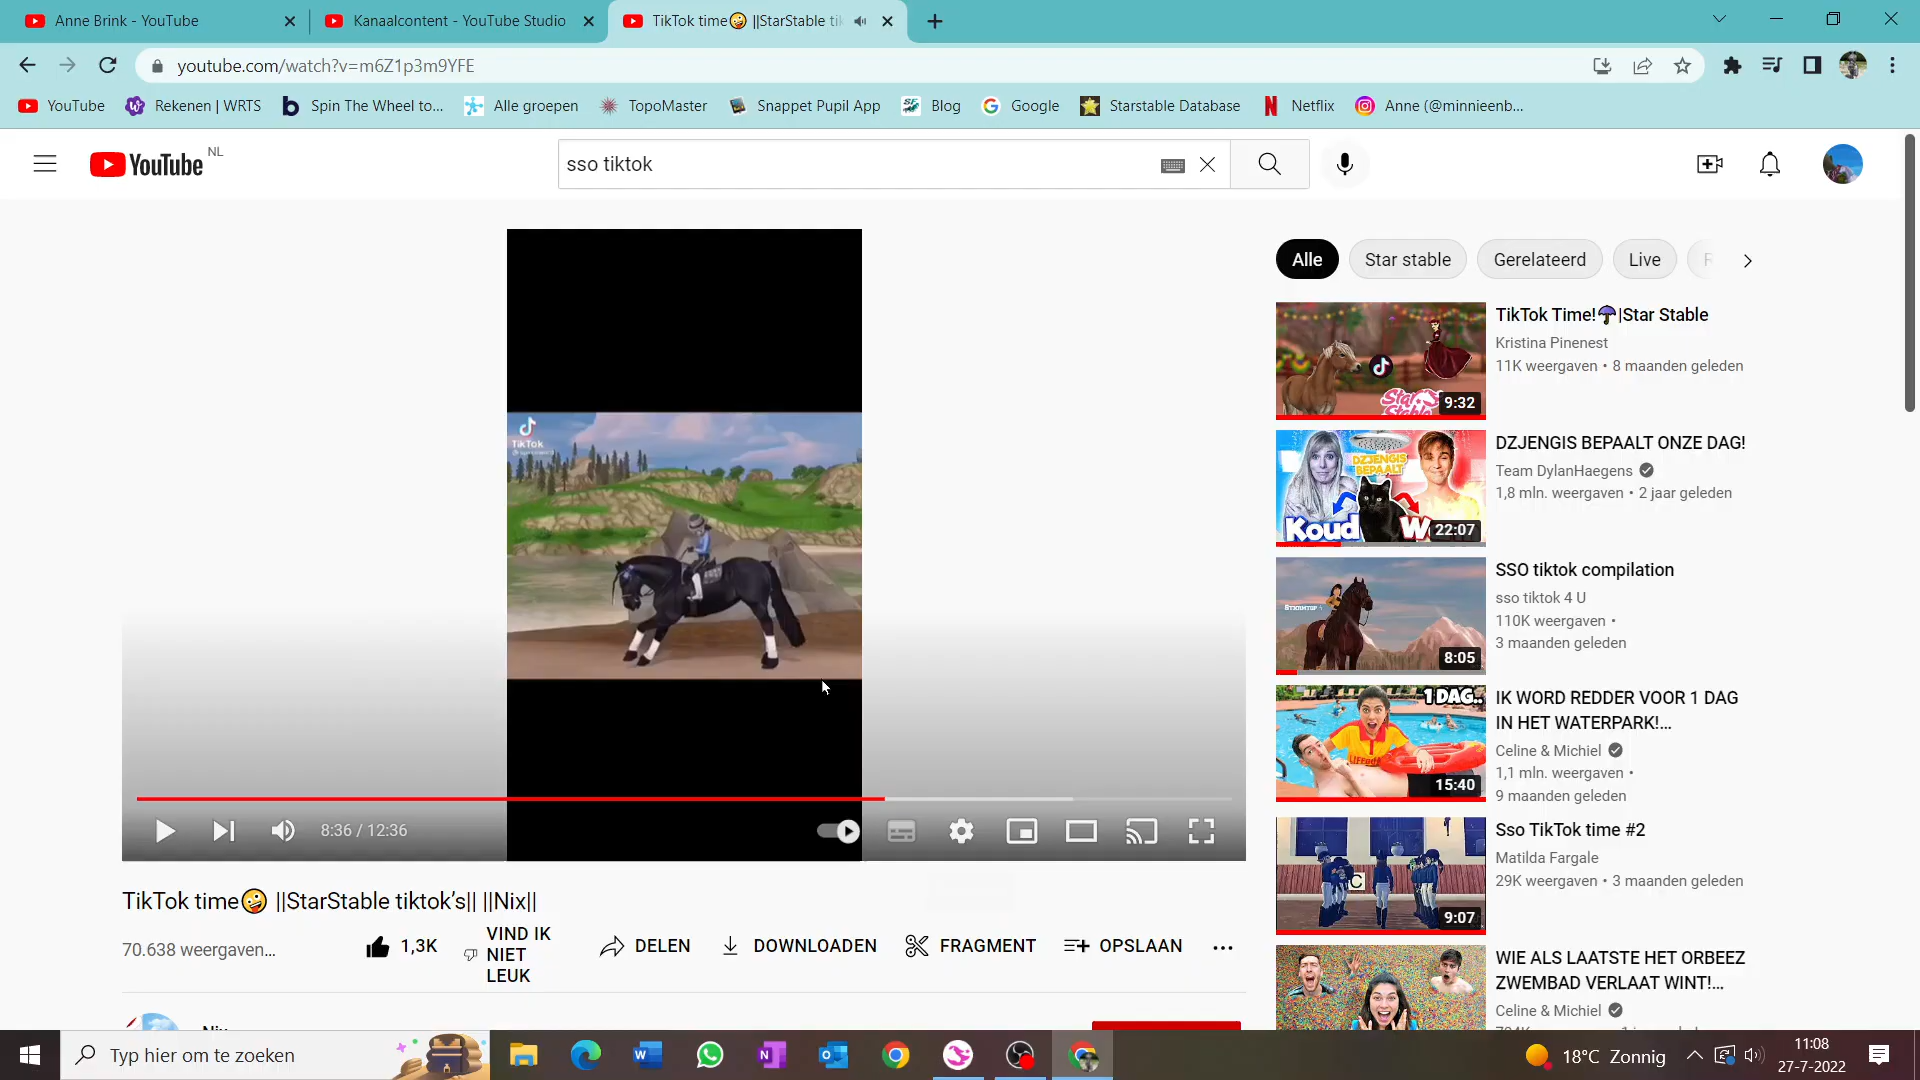 Anne Brink - YouTube
Kanaalcontent - YouTube Studio
TikTok time🤪 ||StarStable tik
youtube.com/watch?v=m6Z1p3m9YFE
YouTube
Rekenen | WRTS
Spin The Wheel to...
Alle groepen
TopoMaster
Snappet Pupil App
Blog
Google
Starstable Database
Netflix
Anne (@minnieenb...
YouTube NL
sso tiktok
TikTok
8:36 / 12:36
TikTok time🤪 ||StarStable tiktok’s|| ||Nix||
70.638 weergaven...
1,3K
VIND IK
NIET
LEUK
DELEN
DOWNLOADEN
FRAGMENT
OPSLAAN
Nix
Alle
Star stable
Gerelateerd
Live
Star Stable
9:32
TikTok Time!☂|Star Stable
Kristina Pinenest
11K weergaven • 8 maanden geleden
DZJENGIS
BEPAALT
Koud
W
22:07
DZJENGIS BEPAALT ONZE DAG!
Team DylanHaegens
1,8 mln. weergaven • 2 jaar geleden
8:05
SSO tiktok compilation
sso tiktok 4 U
110K weergaven •
3 maanden geleden
1 DAG..
15:40
IK WORD REDDER VOOR 1 DAG
IN HET WATERPARK!...
Celine & Michiel
1,1 mln. weergaven •
9 maanden geleden
C
9:07
Sso TikTok time #2
Matilda Fargale
29K weergaven • 3 maanden geleden
WIE ALS LAATSTE HET ORBEEZ
ZWEMBAD VERLAAT WINT!...
Celine & Michiel
Typ hier om te zoeken
18°C Zonnig
11:08
27-7-2022